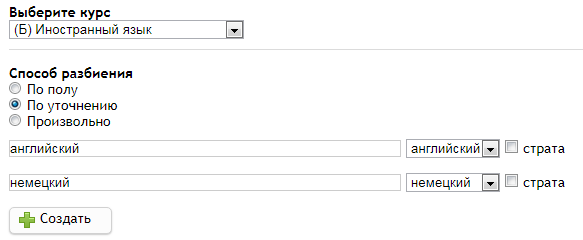 Выберите курс
(Б) Иностранный язык
Способ разбиения
По полу
По уточнению
Произвольно
английский английский страта
немецкий немецкий страта
Создать